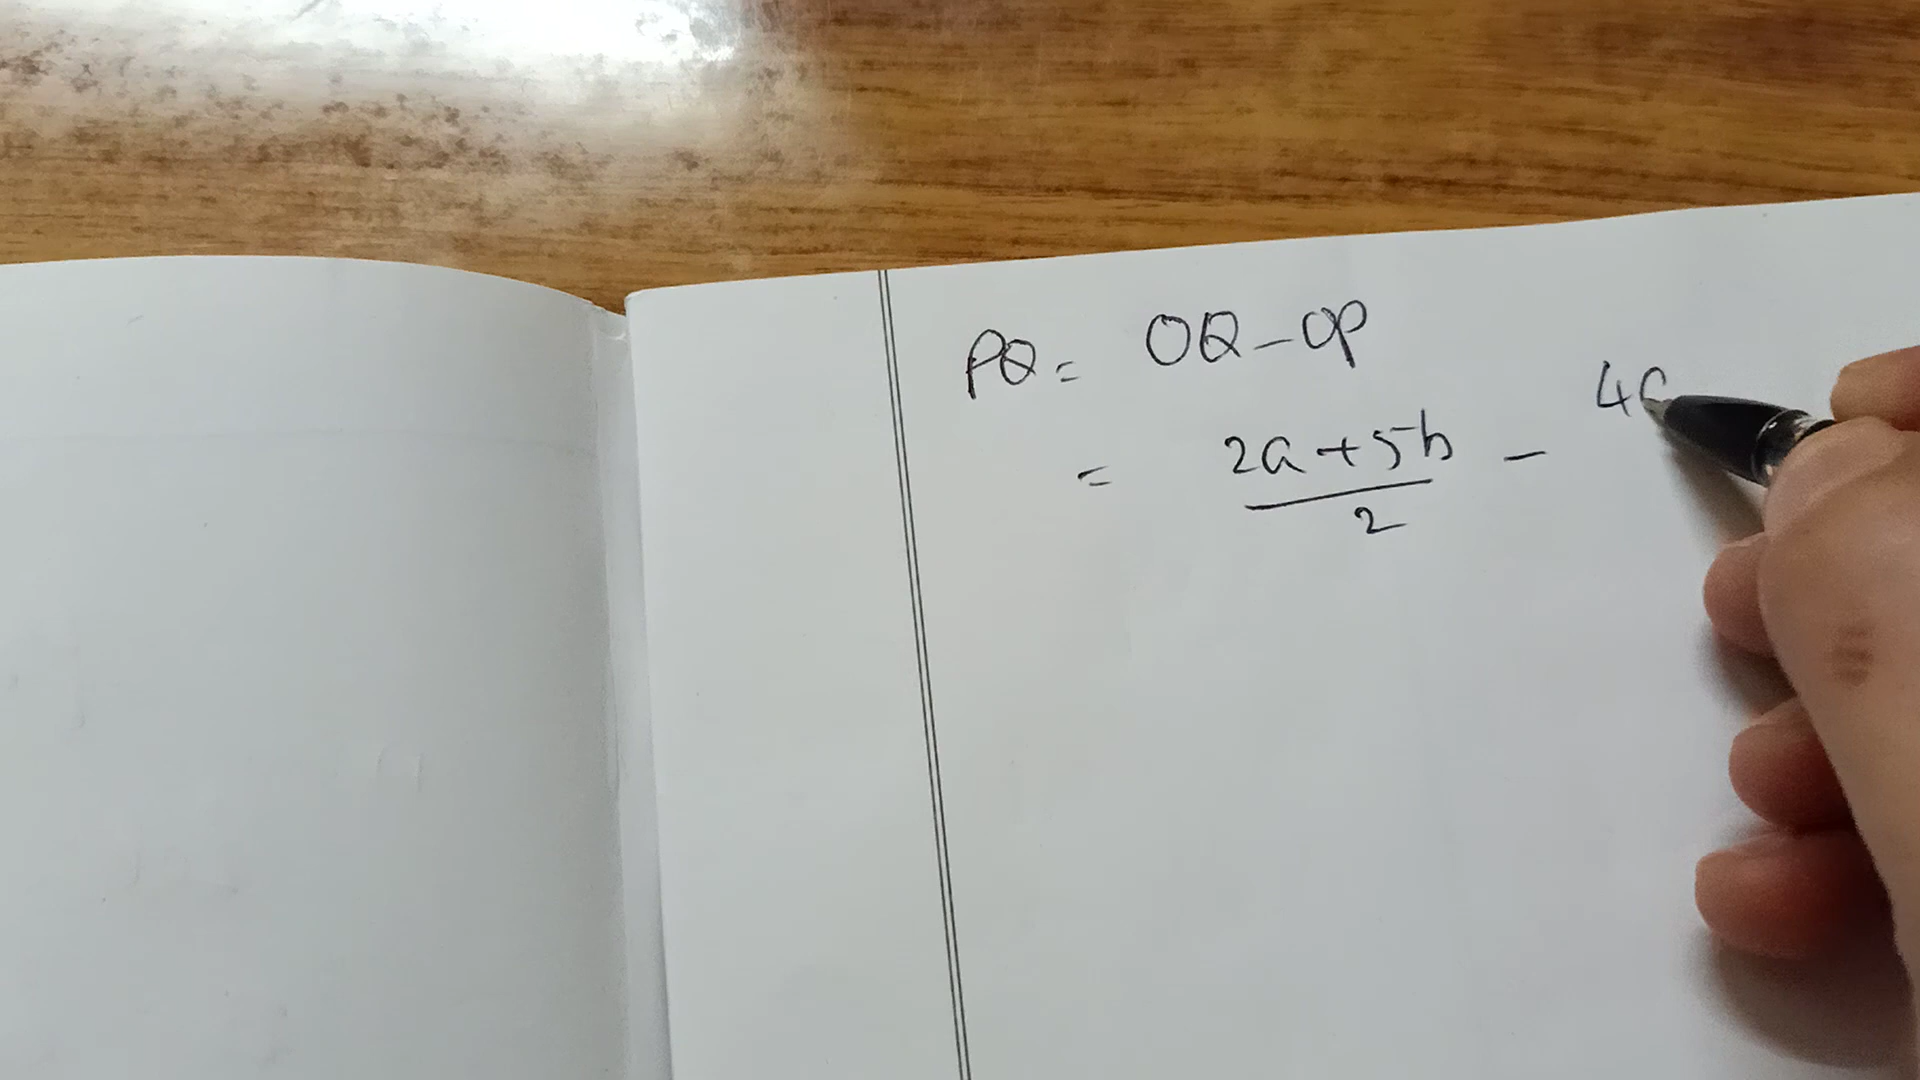 PQ = OQ - OP
= 2a + 5b / 2 - 4